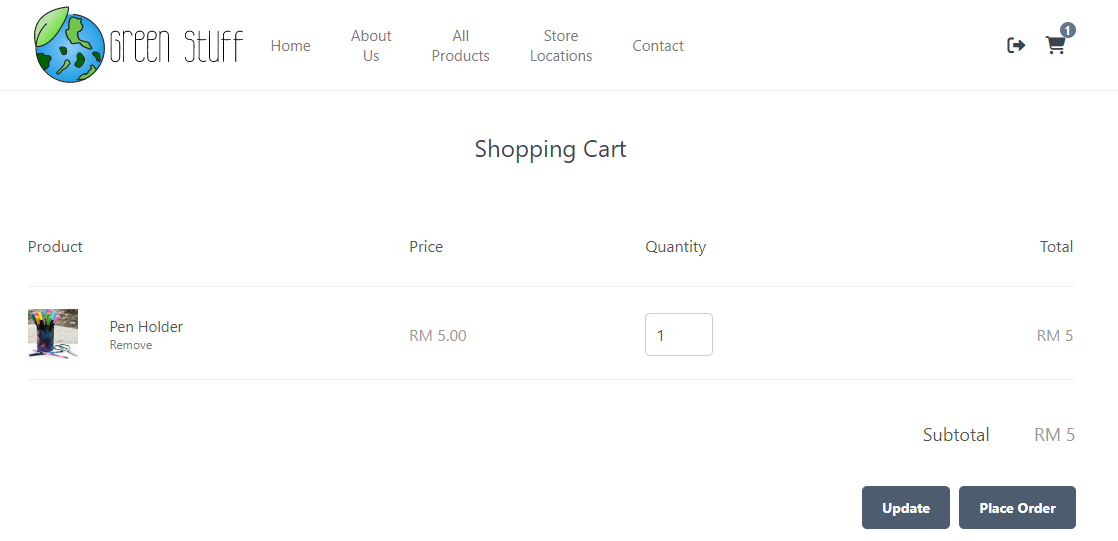 Green Stuff
Home
About
Us
All
Products
Store
Locations
Contact
1
Shopping Cart
Product Price Quantity Total
Pen Holder
Remove
RM 5.00
1
RM 5
Subtotal RM 5
Update Place Order